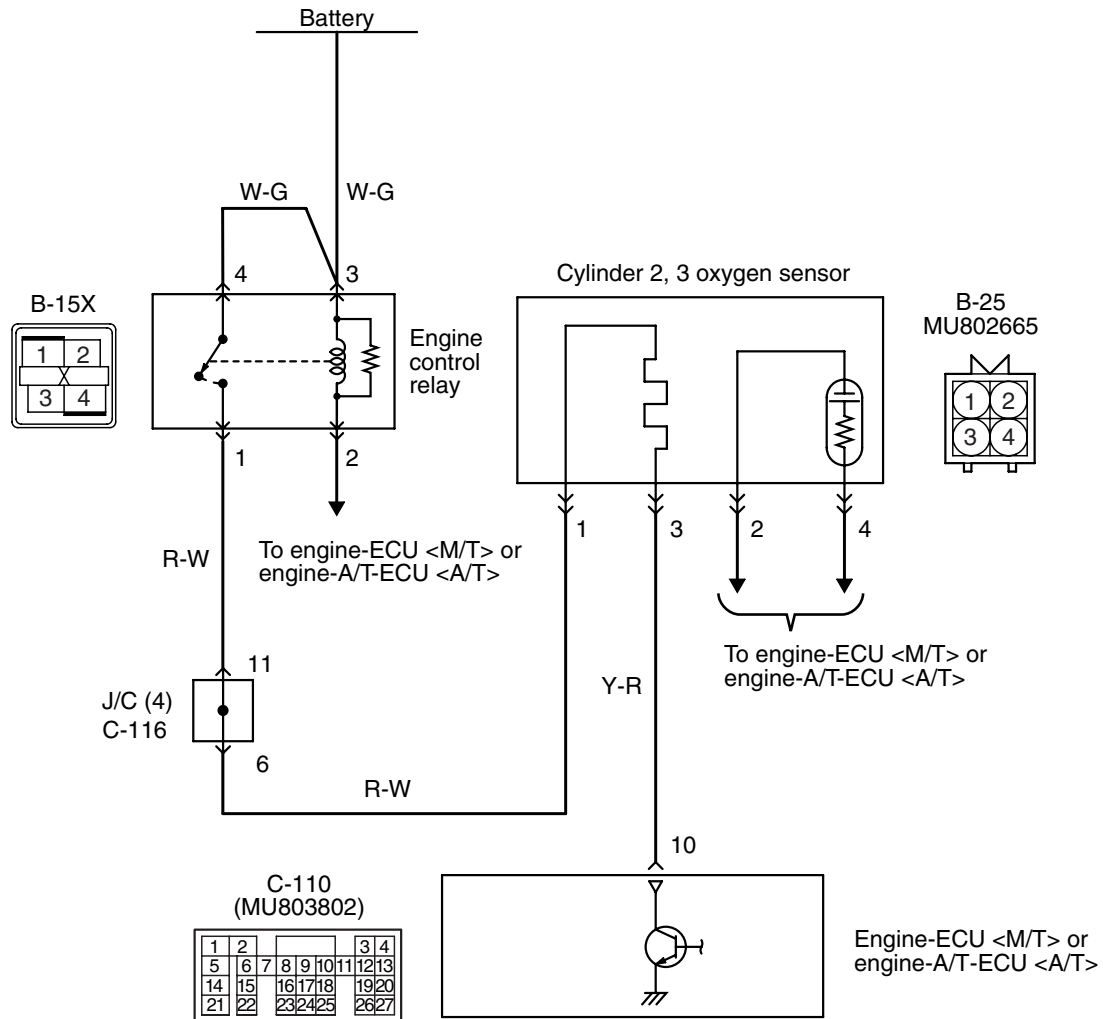 Battery
W-G
W-G
4
3
B-15X
1 2
3 4
Engine
control
relay
1
2
To engine-ECU <M/T> or
engine-A/T-ECU <A/T>
Cylinder 2, 3 oxygen sensor
B-25
MU802665
1 2
3 4
1
3
2
4
To engine-ECU <M/T> or
engine-A/T-ECU <A/T>
R-W
Y-R
11
J/C (4)
C-116
6
R-W
10
C-110
(MU803802)
1 2 3 4
5 6 7 8 9 10 11 12 13
14 15 16 17 18 19 20
21 22 23 24 25 26 27
Engine-ECU <M/T> or
engine-A/T-ECU <A/T>